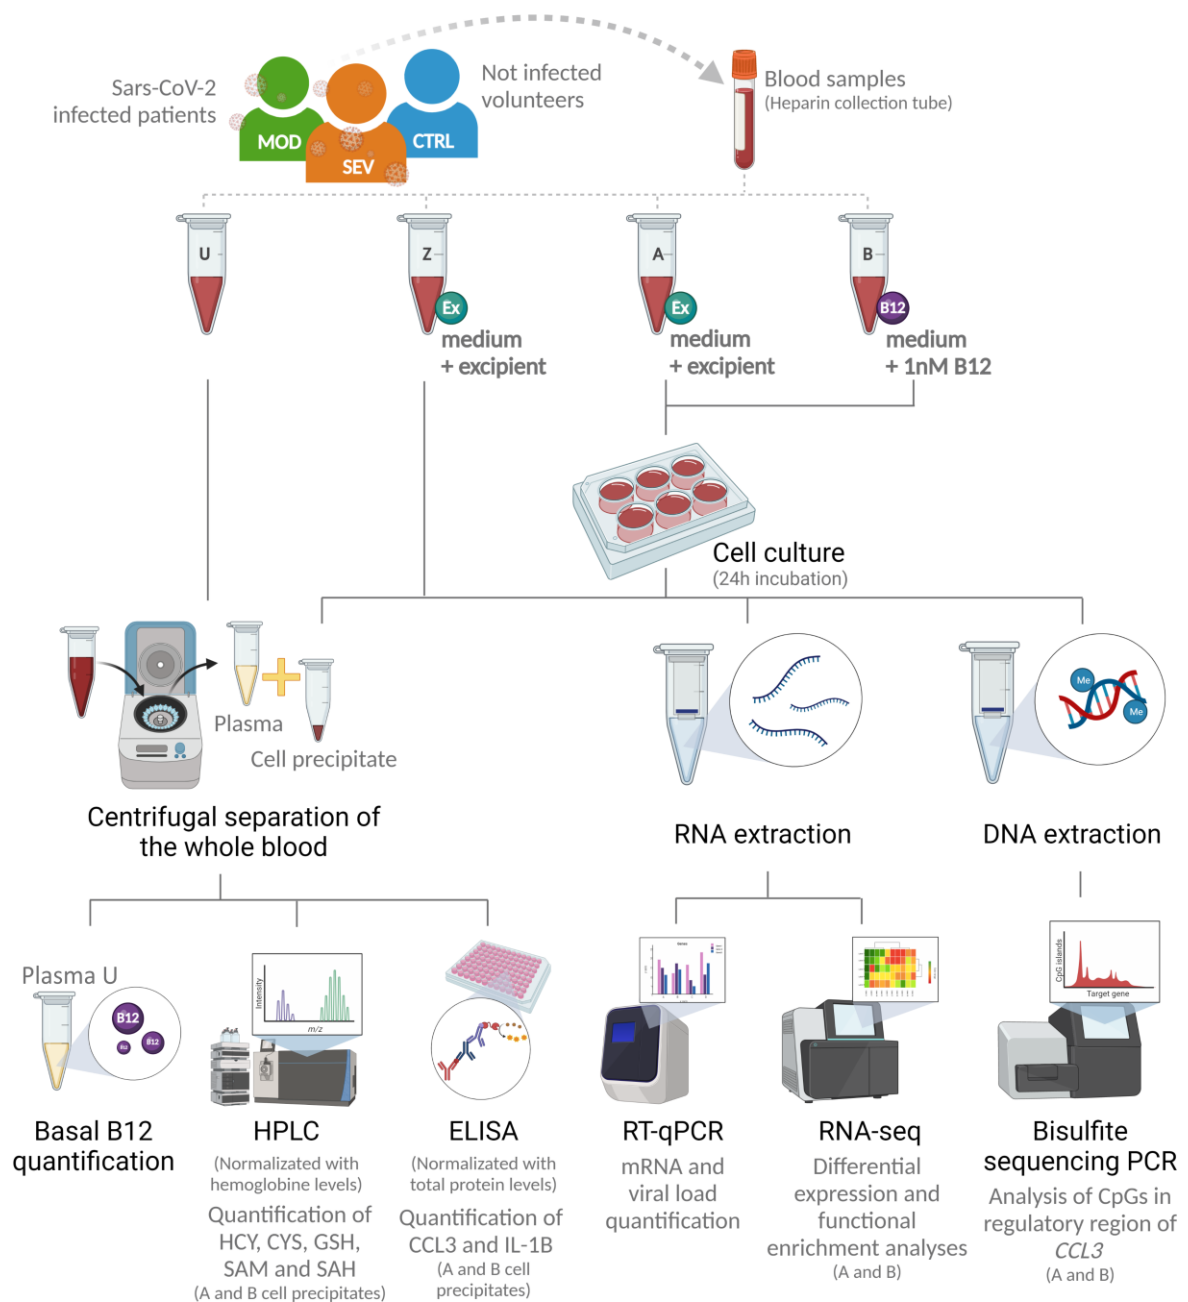 Sars-CoV-2
infected patients
Not infected
volunteers
MOD
SEV
CTRL
Blood samples
(Heparin collection tube)
U
Z
A
B
Ex
Ex
B12
medium
+ excipient
medium
+ excipient
medium
+ 1nM B12
Cell culture
(24h incubation)
Plasma
Cell precipitate
Me
Me
Centrifugal separation of
the whole blood
RNA extraction
DNA extraction
Plasma U
B12
B12
B12
Intensity
m/z
CpG islands
Target gene
Basal B12
quantification
HPLC
(Normalizated with
hemoglobine levels)
Quantification of
HCY, CYS, GSH,
SAM and SAH
(A and B cell precipitates)
ELISA
(Normalizated with
total protein levels)
Quantification of
CCL3 and IL-1B
(A and B cell
precipitates)
RT-qPCR
mRNA and
viral load
quantification
RNA-seq
Differential
expression and
functional
enrichment analyses
(A and B)
Bisulfite
sequencing PCR
Analysis of CpGs in
regulatory region of
CCL3
(A and B)